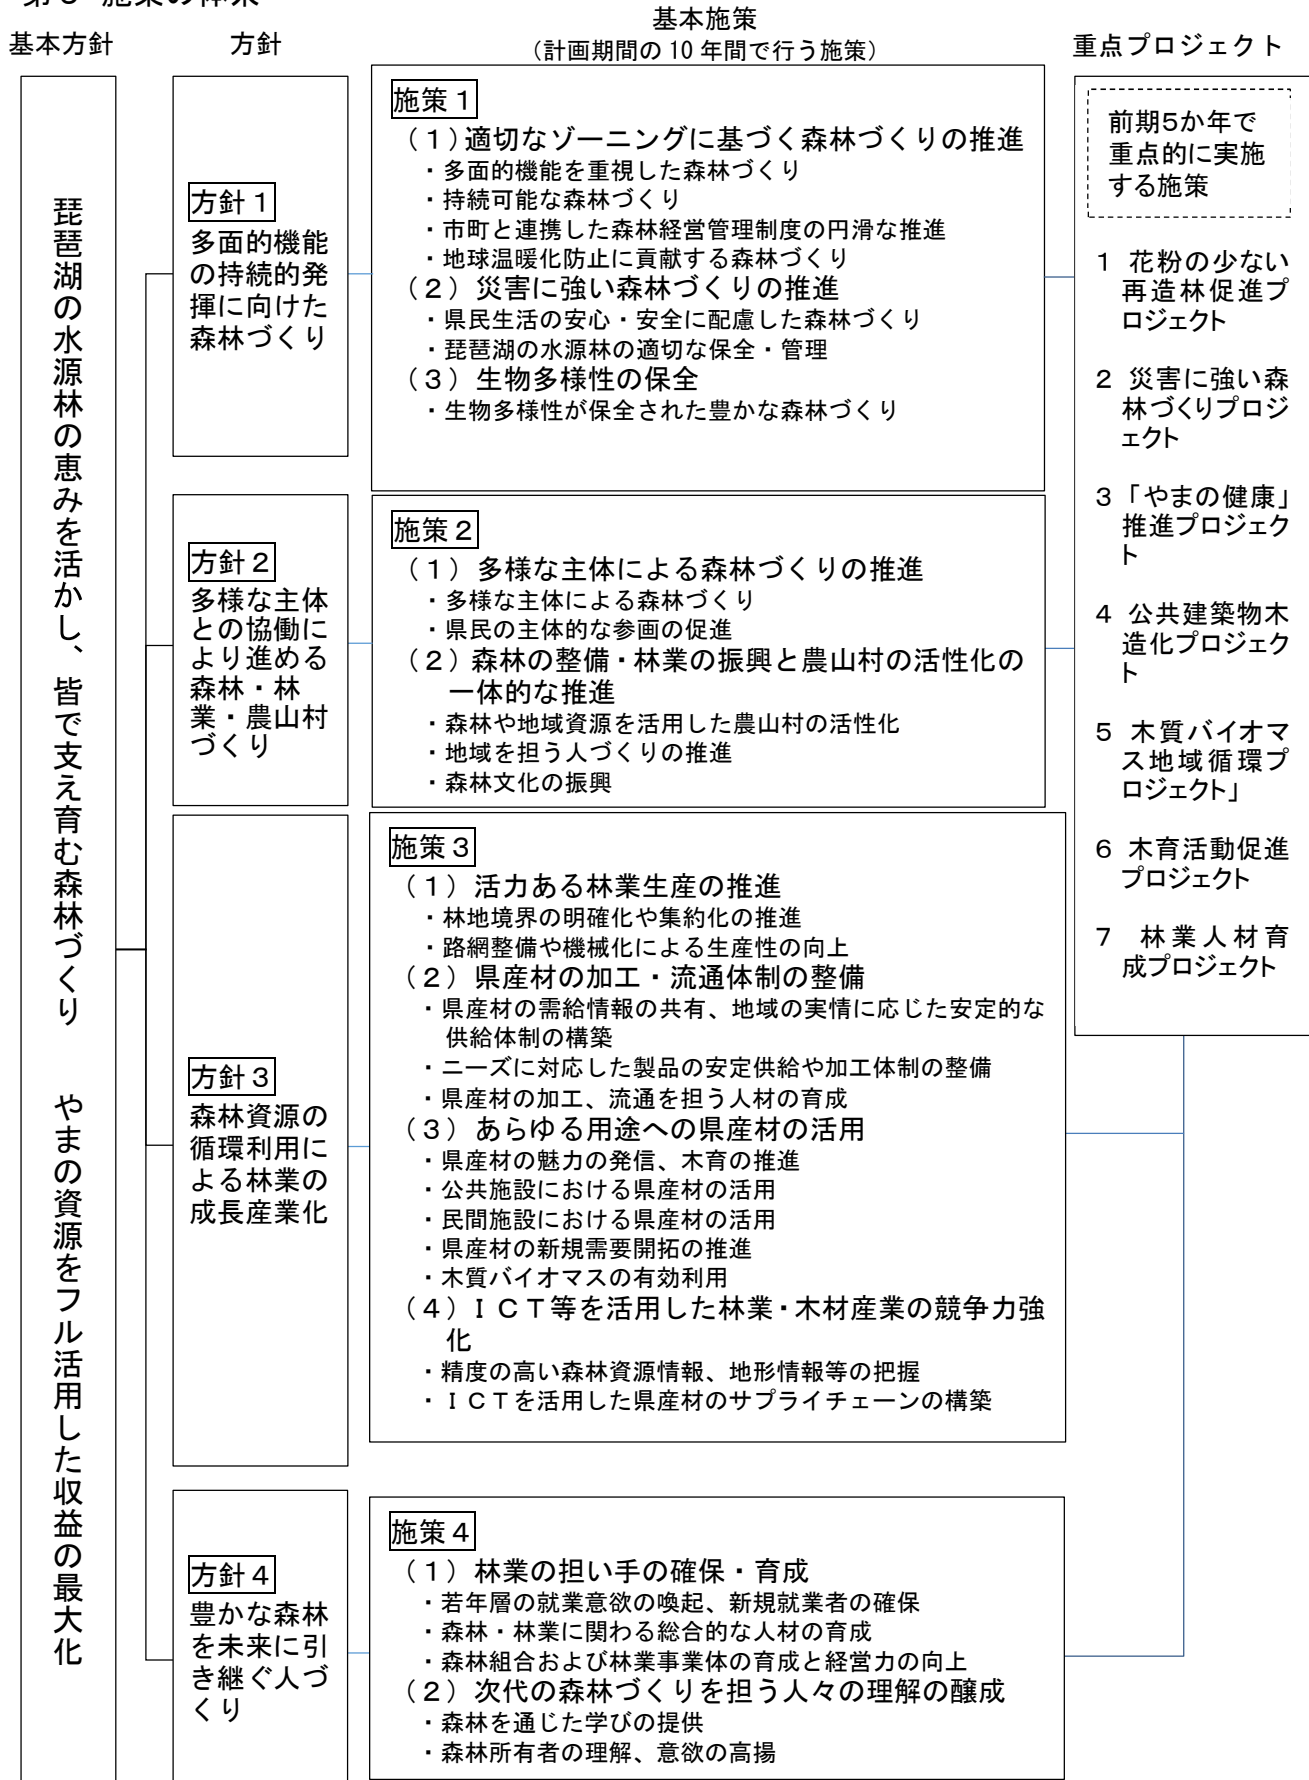 基本方針
方針
基本施策
（計画期間の 10 年間で行う施策）
重点プロジェクト
琵琶湖の水源林の恵みを活かし、皆で支え育む森林づくり　やまの資源をフル活用した収益の最大化
方針１
多面的機能
の持続的発
揮に向けた
森林づくり
施策１
（１）適切なゾーニングに基づく森林づくりの推進
・多面的機能を重視した森林づくり
・持続可能な森林づくり
・市町と連携した森林経営管理制度の円滑な推進
・地球温暖化防止に貢献する森林づくり
（２）災害に強い森林づくりの推進
・県民生活の安心・安全に配慮した森林づくり
・琵琶湖の水源林の適切な保全・管理
（３）生物多様性の保全
・生物多様性が保全された豊かな森林づくり
方針２
多様な主体
との協働に
より進める
森林・林
業・農山村
づくり
施策２
（１）多様な主体による森林づくりの推進
・多様な主体による森林づくり
・県民の主体的な参画の促進
（２）森林の整備・林業の振興と農山村の活性化の
一体的な推進
・森林や地域資源を活用した農山村の活性化
・地域を担う人づくりの推進
・森林文化の振興
方針３
森林資源の
循環利用に
よる林業の
成長産業化
施策３
（１）活力ある林業生産の推進
・林地境界の明確化や集約化の推進
・路網整備や機械化による生産性の向上
（２）県産材の加工・流通体制の整備
・県産材の需給情報の共有、地域の実情に応じた安定的な
供給体制の構築
・ニーズに対応した製品の安定供給や加工体制の整備
・県産材の加工、流通を担う人材の育成
（３）あらゆる用途への県産材の活用
・県産材の魅力の発信、木育の推進
・公共施設における県産材の活用
・民間施設における県産材の活用
・県産材の新規需要開拓の推進
・木質バイオマスの有効利用
（４）ＩＣＴ等を活用した林業・木材産業の競争力強
化
・精度の高い森林資源情報、地形情報等の把握
・ＩＣＴを活用した県産材のサプライチェーンの構築
方針４
豊かな森林
を未来に引
き継ぐ人づ
くり
施策４
（１）林業の担い手の確保・育成
・若年層の就業意欲の喚起、新規就業者の確保
・森林・林業に関わる総合的な人材の育成
・森林組合および林業事業体の育成と経営力の向上
（２）次代の森林づくりを担う人々の理解の醸成
・森林を通じた学びの提供
・森林所有者の理解、意欲の高揚
前期５か年で
重点的に実施
する施策
１ 花粉の少ない
再造林促進プ
ロジェクト
２ 災害に強い森
林づくりプロジ
ェクト
３「やまの健康」
推進プロジェク
ト
４ 公共建築物木
造化プロジェク
ト
５ 木質バイオマ
ス地域循環プ
ロジェクト」
６ 木育活動促進
プロジェクト
７ 林業人材育
成プロジェクト